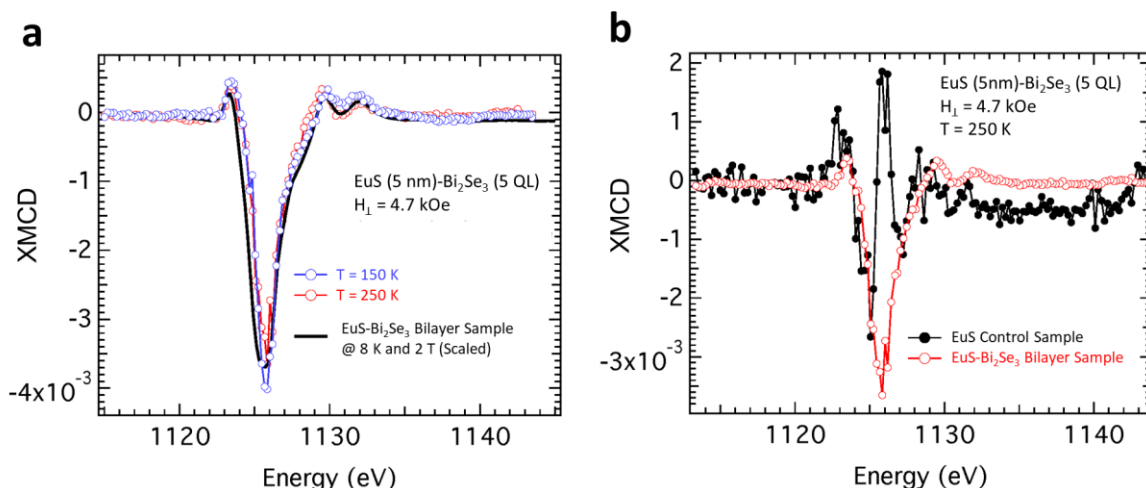 a
0
-1
-2
-3
-4x10⁻³
XMCD
EuS (5 nm)-Bi₂Se₃ (5 QL)
H⊥ = 4.7 kOe
T = 150 K
T = 250 K
EuS-Bi₂Se₃ Bilayer Sample
@ 8 K and 2 T (Scaled)
1120
1130
1140
Energy (eV)
b
2
1
0
-1
-2
-3x10⁻³
XMCD
EuS (5nm)-Bi₂Se₃ (5 QL)
H⊥ = 4.7 kOe
T = 250 K
EuS Control Sample
EuS-Bi₂Se₃ Bilayer Sample
1120
1130
1140
Energy (eV)